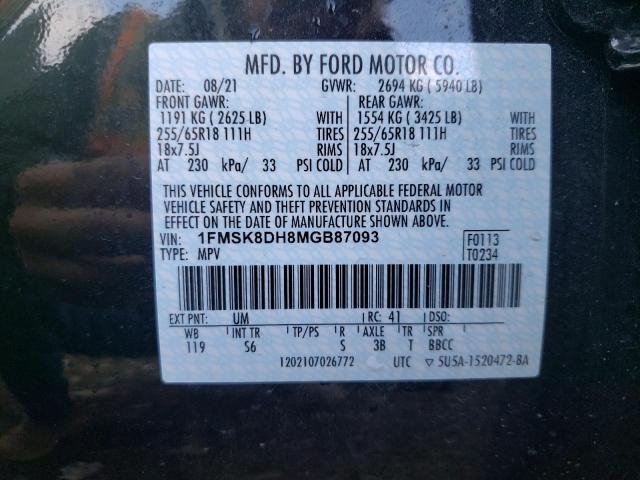 MFD. BY FORD MOTOR CO.
DATE: 08/21 GVWR: 2694 KG ( 5940 LB)
FRONT GAWR: REAR GAWR:
1191 KG ( 2625 LB) WITH 1554 KG ( 3425 LB) WITH
255/65R18 111H TIRES 255/65R18 111H TIRES
18x7.5J RIMS 18x7.5J RIMS
AT 230 kPa/ 33 PSI COLD AT 230 kPa/ 33 PSI COLD
THIS VEHICLE CONFORMS TO ALL APPLICABLE FEDERAL MOTOR
VEHICLE SAFETY AND THEFT PREVENTION STANDARDS IN
EFFECT ON THE DATE OF MANUFACTURE SHOWN ABOVE.
VIN: 1FMSK8DH8MGB87093 F0113
TYPE: MPV T0234
EXT PNT: UM RC: 41 DSO:
WB INT TR TP/PS R AXLE TR SPR
119 S6 S 3B T BBCC
1202107026772 UTC ▽ 5U5A-1520472-BA